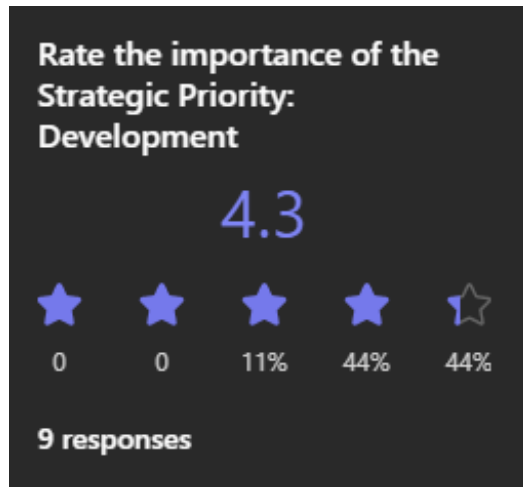 Rate the importance of the
Strategic Priority:
Development
4.3
0 0 11% 44% 44%
9 responses